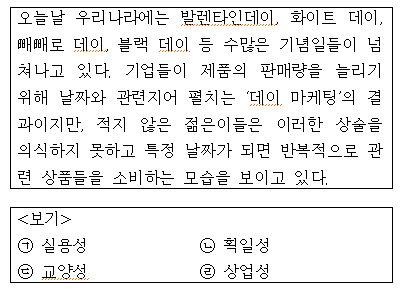 오늘날 우리나라에는 발렌타인데이, 화이트 데이,
빼빼로 데이, 블랙 데이 등 수많은 기념일들이 넘
쳐나고 있다. 기업들이 제품의 판매량을 늘리기
위해 날짜와 관련지어 펼치는 '데이 마케팅'의 결
과이지만, 적지 않은 젊은이들은 이러한 상술을
의식하지 못하고 특정 날짜가 되면 반복적으로 관
련 상품들을 소비하는 모습을 보이고 있다.
<보기>
㉠ 실용성 ㉡ 획일성
㉢ 교양성 ㉣ 상업성